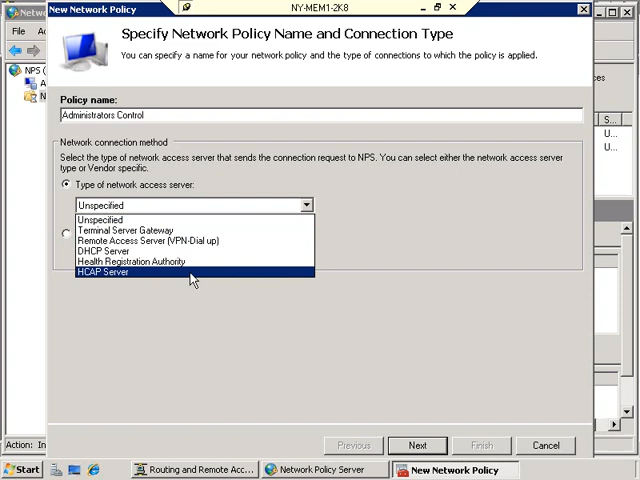 New Network Policy
NY-MEM1-2K8
Specify Network Policy Name and Connection Type
You can specify a name for your network policy and the type of connections to which the policy is applied.
File
NPS (
A
N
Policy name:
Administrators Control
Network connection method
Select the type of network access server that sends the connection request to NPS. You can select either the network access server
type or Vendor specific.
Type of network access server:
Unspecified
Unspecified
Terminal Server Gateway
Remote Access Server (VPN-Dial up)
DHCP Server
Health Registration Authority
HCAP Server
S...
U...
U...
Previous
Next
Finish
Cancel
Action: In
Start
Routing and Remote Acc...
Network Policy Server
New Network Policy